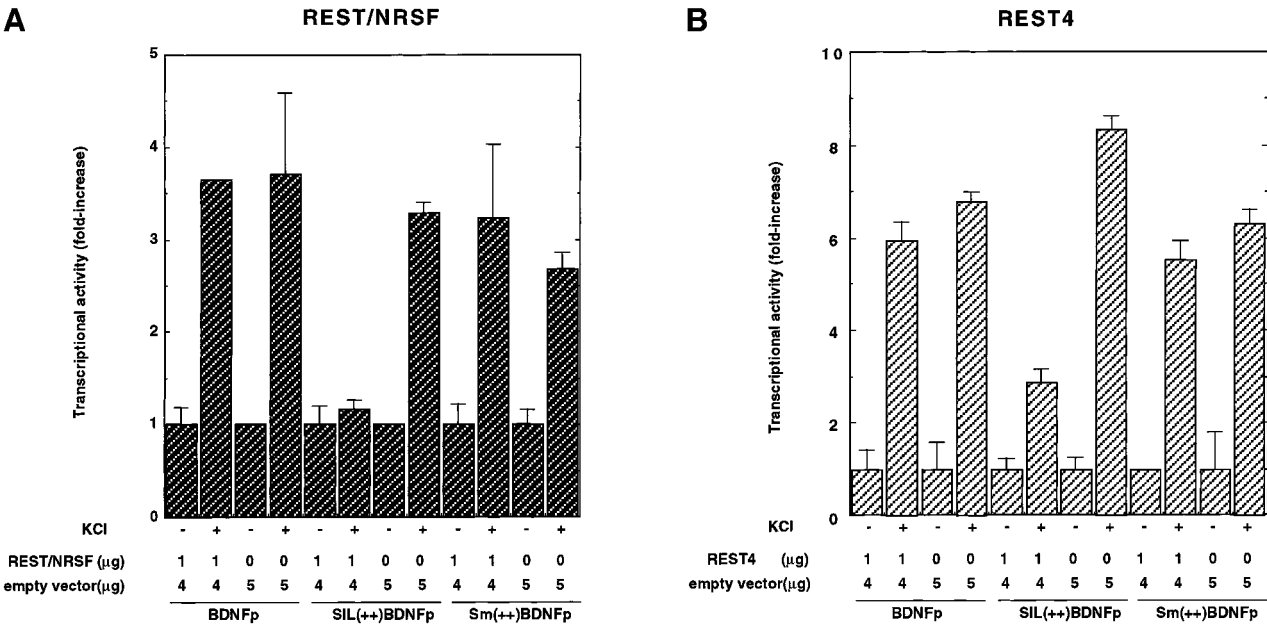 A
REST/NRSF
Transcriptional activity (fold-increase)
5
4
3
2
1
0
KCl - + - + - + - + - + - +
REST/NRSF (µg) 1 1 0 0 1 1 0 0 1 1 0 0
empty vector(µg) 4 4 5 5 4 4 5 5 4 4 5 5
BDNFp SIL(++)BDNFp Sm(++)BDNFp
B
REST4
Transcriptional activity (fold-increase)
10
8
6
4
2
0
KCl - + - + - + - + - + - +
REST4 (µg) 1 1 0 0 1 1 0 0 1 1 0 0
empty vector(µg) 4 4 5 5 4 4 5 5 4 4 5 5
BDNFp SIL(++)BDNFp Sm(++)BDNFp